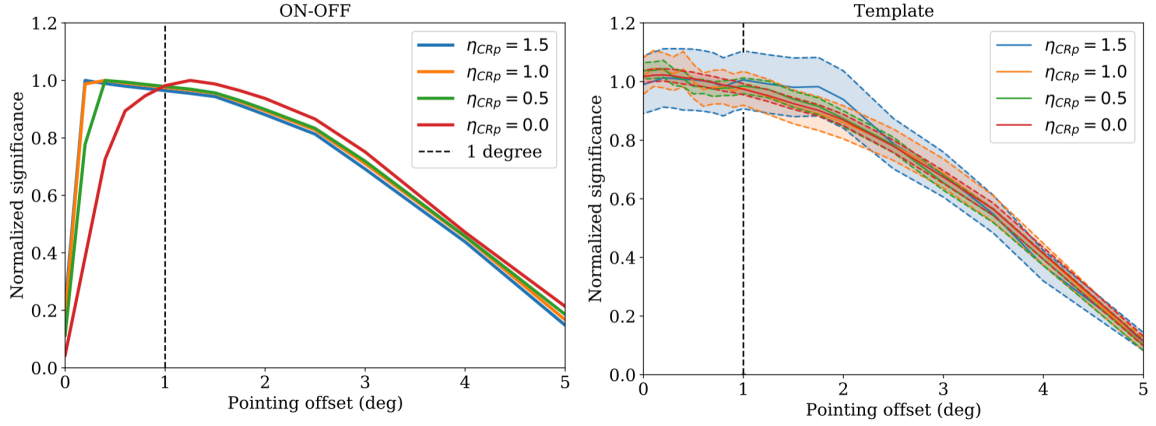 ON-OFF
1.2
1.0
0.8
0.6
0.4
0.2
0.0
Normalized significance
0
1
2
3
4
5
Pointing offset (deg)
η_CRp = 1.5
η_CRp = 1.0
η_CRp = 0.5
η_CRp = 0.0
1 degree
Template
1.2
1.0
0.8
0.6
0.4
0.2
0.0
Normalized significance
0
1
2
3
4
5
Pointing offset (deg)
η_CRp = 1.5
η_CRp = 1.0
η_CRp = 0.5
η_CRp = 0.0